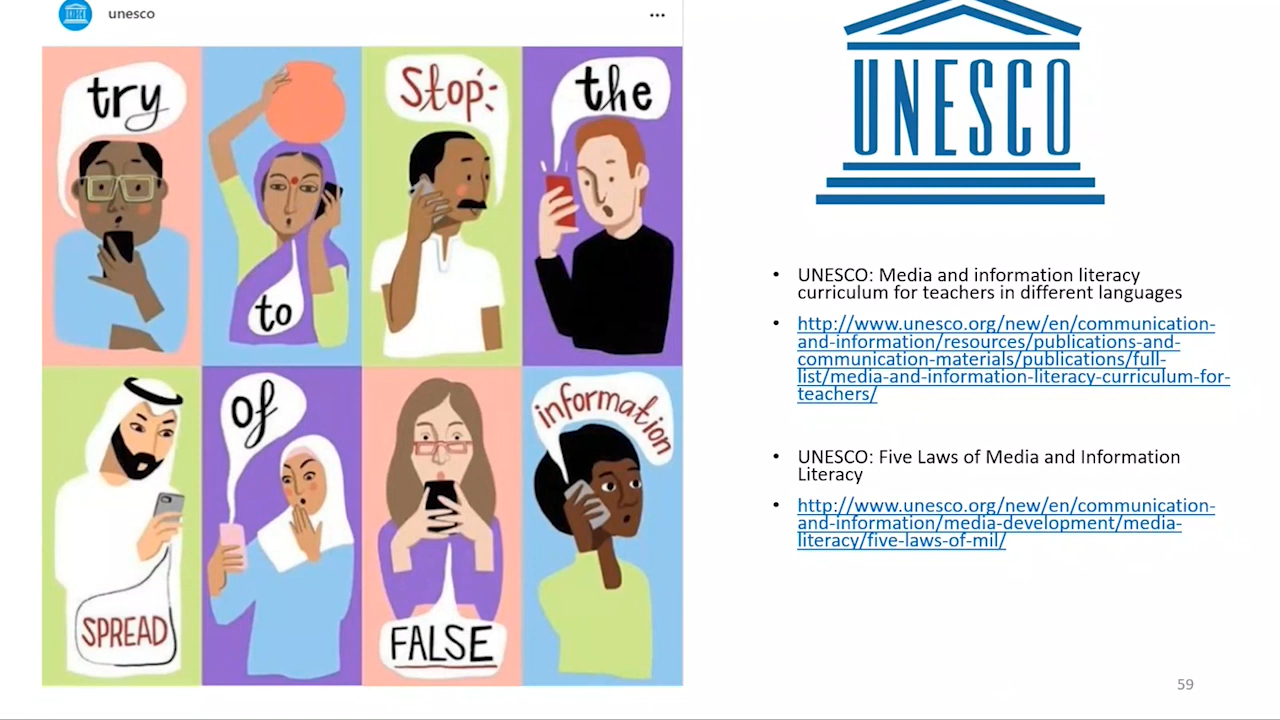 unesco
...
try
to
Stop
the
SPREAD
of
FALSE
information
UNESCO
• UNESCO: Media and information literacy
curriculum for teachers in different languages
• http://www.unesco.org/new/en/communication-
and-information/resources/publications-and-
communication-materials/publications/full-
list/media-and-information-literacy-curriculum-for-
teachers/
• UNESCO: Five Laws of Media and Information
Literacy
• http://www.unesco.org/new/en/communication-
and-information/media-development/media-
literacy/five-laws-of-mil/
59